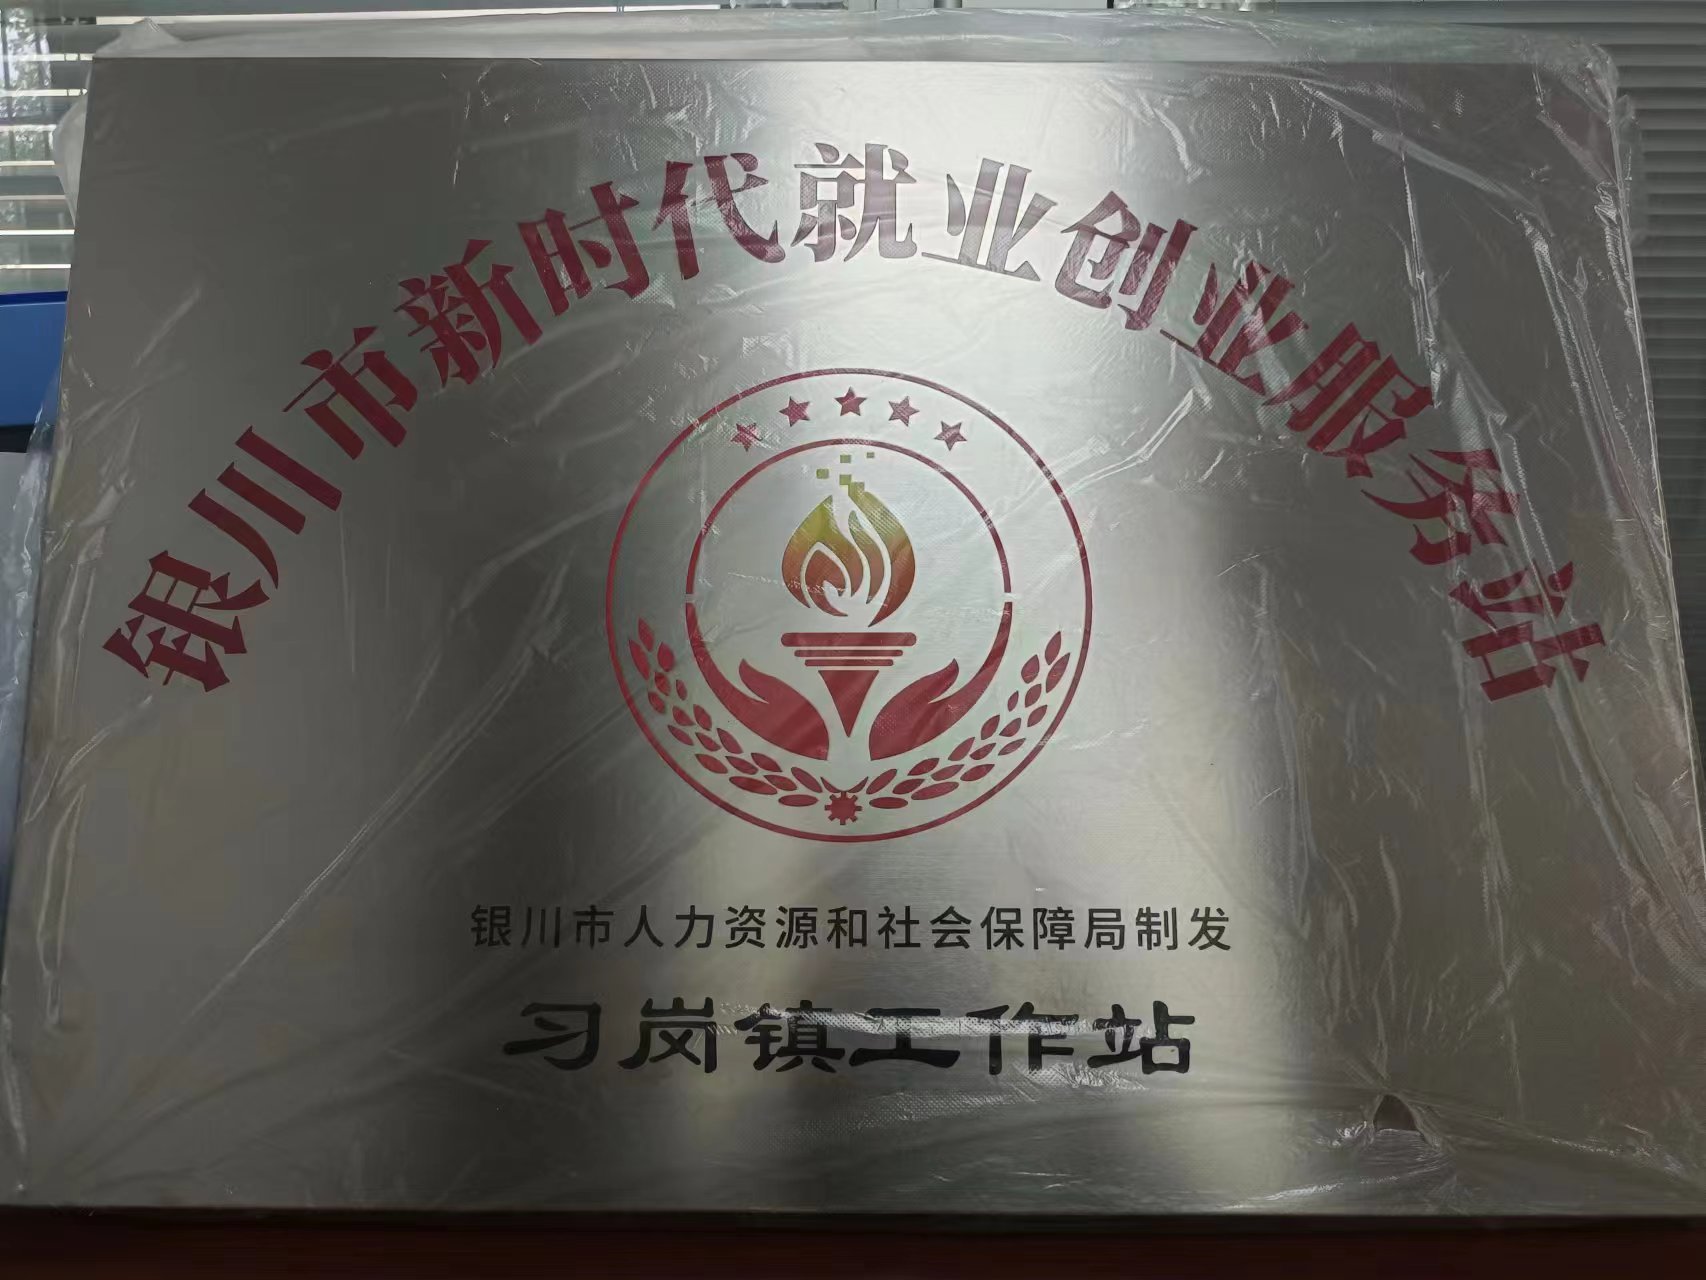 银川市新时代就业创业服务站
银川市人力资源和社会保障局制发
习岗镇工作站